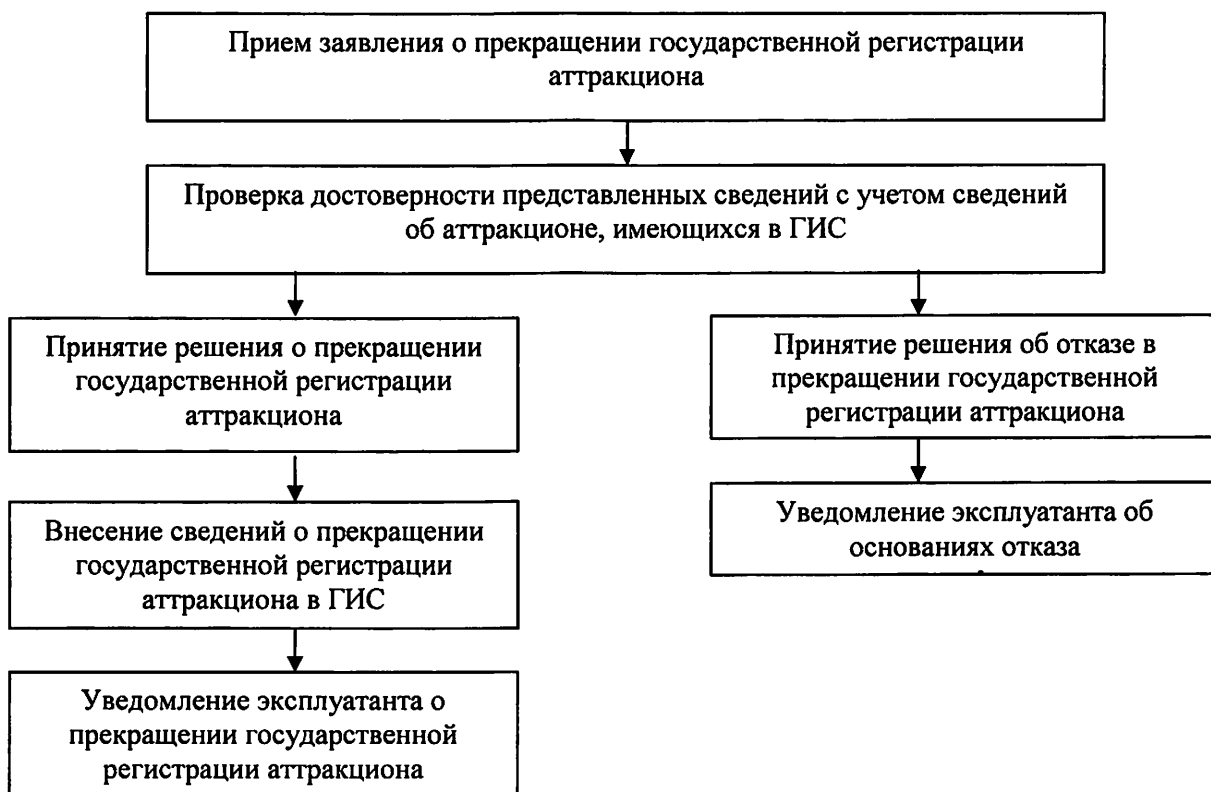 Прием заявления о прекращении государственной регистрации
аттракциона
Проверка достоверности представленных сведений с учетом сведений
об аттракционе, имеющихся в ГИС
Принятие решения о прекращении
государственной регистрации
аттракциона
Принятие решения об отказе в
прекращении государственной
регистрации аттракциона
Внесение сведений о прекращении
государственной регистрации
аттракциона в ГИС
Уведомление эксплуатанта об
основаниях отказа
Уведомление эксплуатанта о
прекращении государственной
регистрации аттракциона